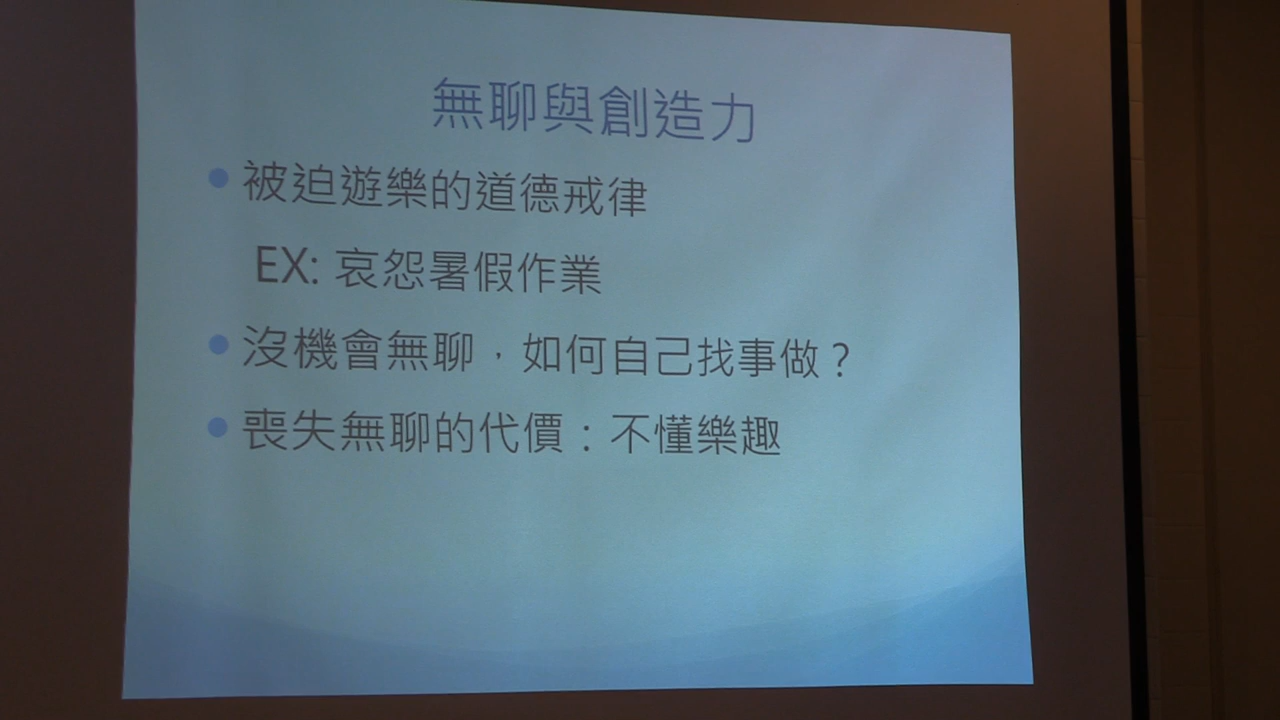 無聊與創造力
• 被迫遊樂的道德戒律
EX: 哀怨暑假作業
• 沒機會無聊，如何自己找事做？
• 喪失無聊的代價：不懂樂趣